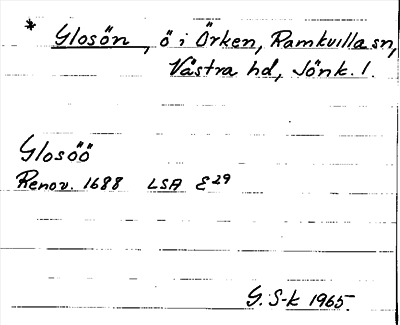 * Glosön, ö i Örken, Ramkvilla sn,
Västra hd, Jönk. l.
Glosöö
Renov. 1688 LSA E29
G. S-k 1965